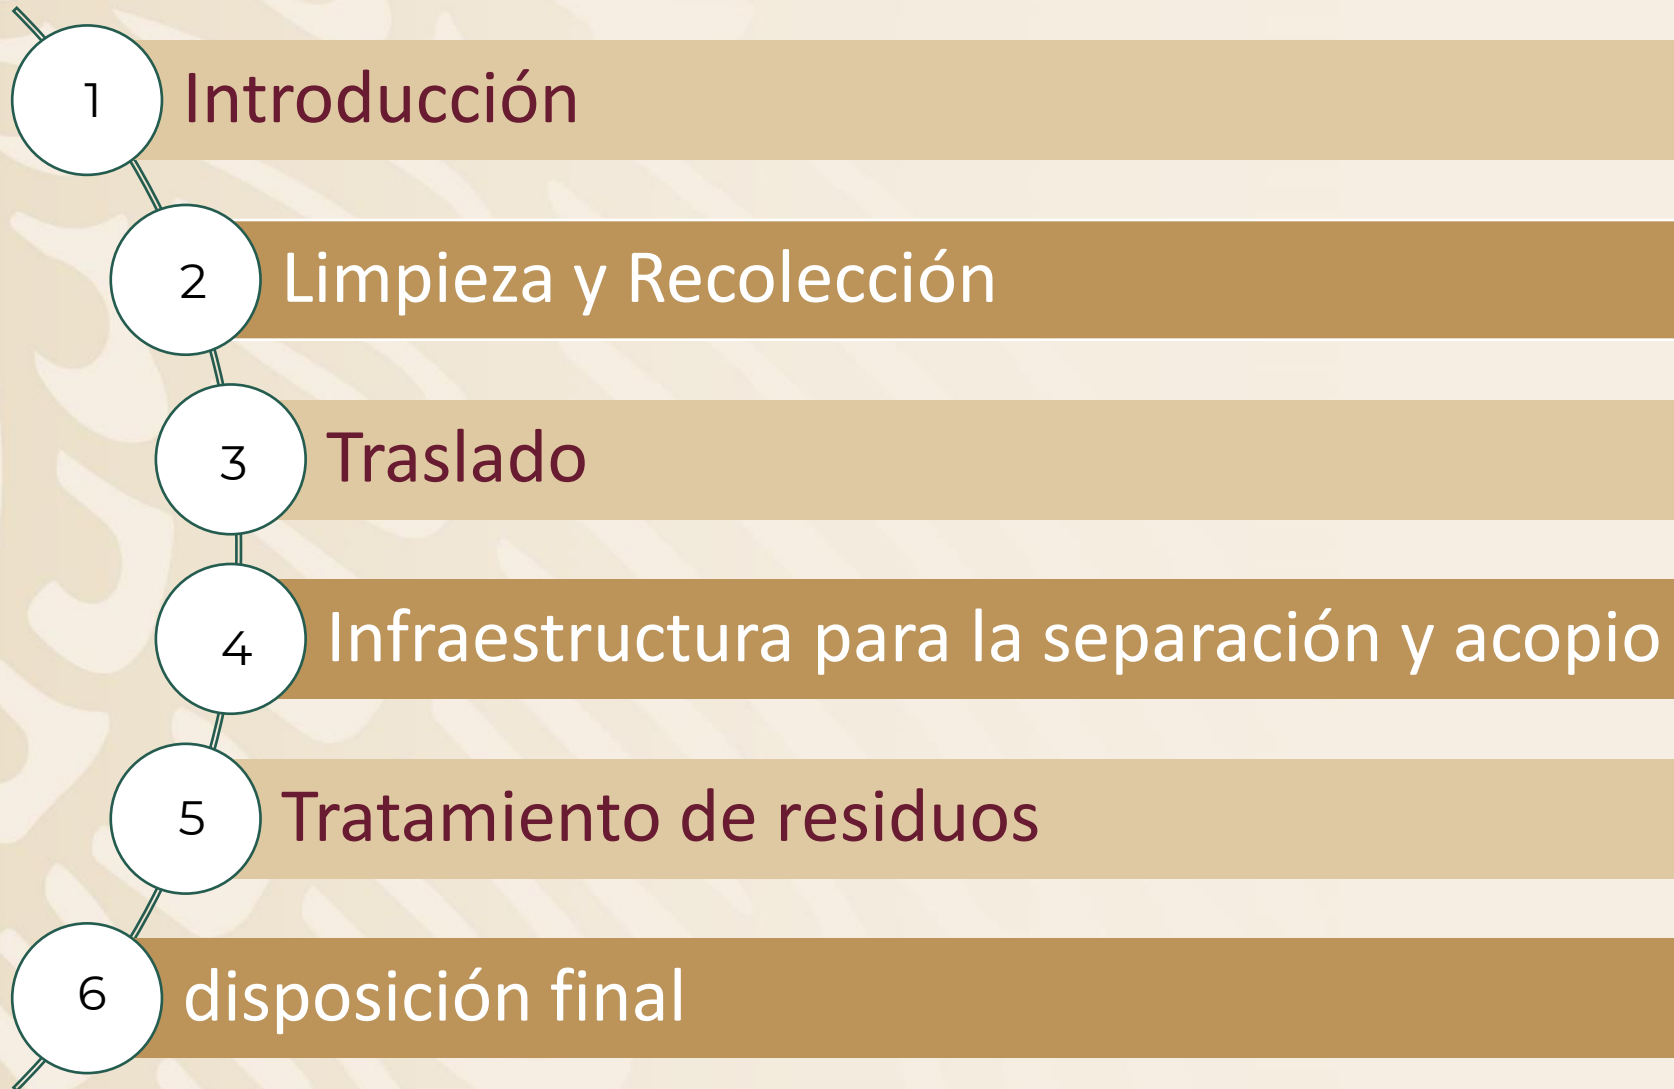 1 Introducción
2 Limpieza y Recolección
3 Traslado
4 Infraestructura para la separación y acopio
5 Tratamiento de residuos
6 disposición final